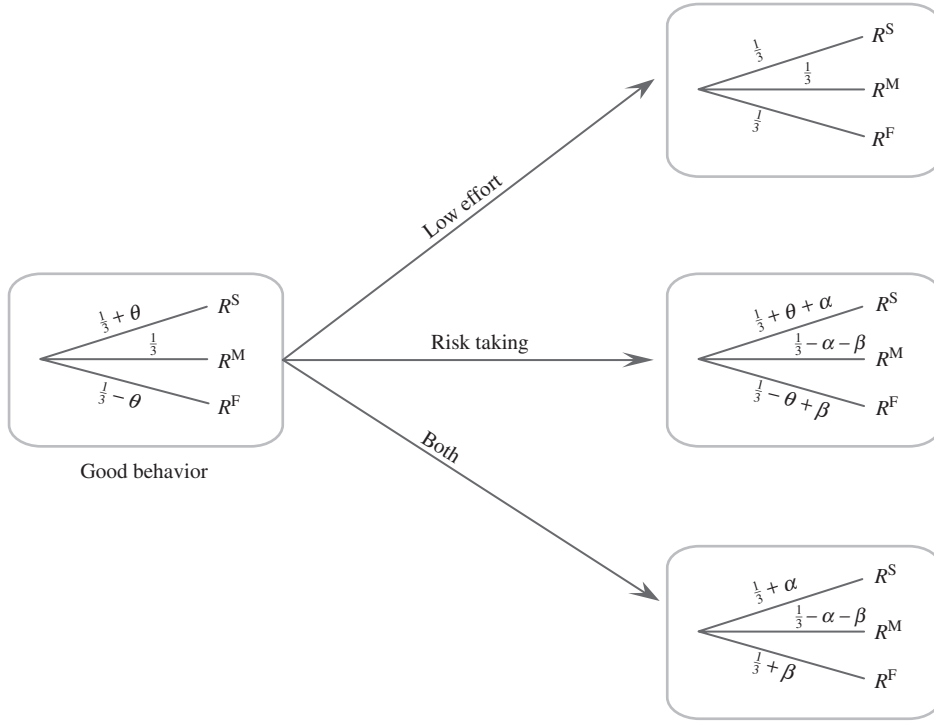 1/3 R^S
1/3 R^M
1/3 R^F
Low effort
1/3 + θ R^S
1/3 R^M
1/3 − θ R^F
Good behavior
Risk taking
1/3 + θ + α R^S
1/3 − α − β R^M
1/3 − θ + β R^F
Both
1/3 + α R^S
1/3 − α − β R^M
1/3 + β R^F